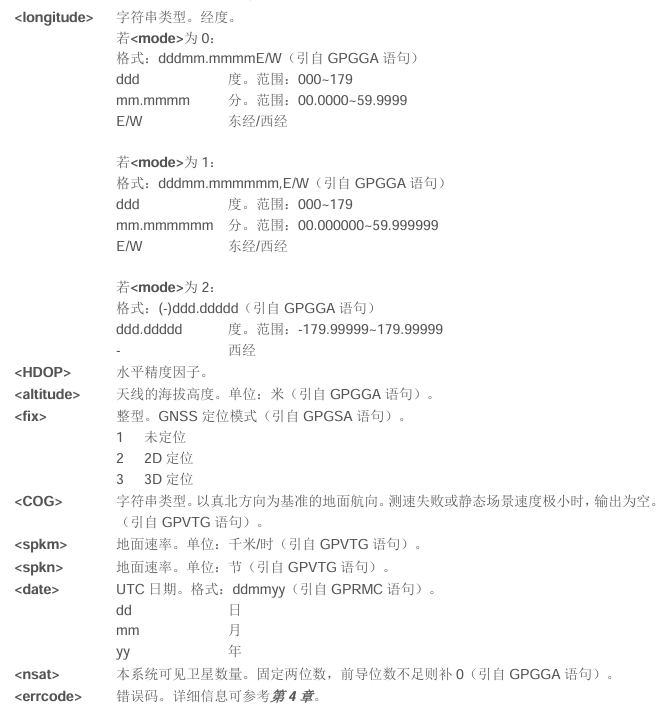 <longitude> 字符串类型。经度。
若<mode>为 0：
格式：dddmm.mmmmE/W（引自 GPGGA 语句）
ddd 度。范围：000~179
mm.mmmm 分。范围：00.0000~59.9999
E/W 东经/西经
若<mode>为 1：
格式：dddmm.mmmmmm,E/W（引自 GPGGA 语句）
ddd 度。范围：000~179
mm.mmmmmm 分。范围：00.000000~59.999999
E/W 东经/西经
若<mode>为 2：
格式：(-)ddd.ddddd（引自 GPGGA 语句）
ddd.ddddd 度。范围：-179.99999~179.99999
- 西经
<HDOP> 水平精度因子。
<altitude> 天线的海拔高度。单位：米（引自 GPGGA 语句）。
<fix> 整型。GNSS 定位模式（引自 GPGSA 语句）。
1 未定位
2 2D 定位
3 3D 定位
<COG> 字符串类型。以真北方向为基准的地面航向。测速失败或静态场景速度极小时，输出为空。
（引自 GPVTG 语句）。
<spkm> 地面速率。单位：千米/时（引自 GPVTG 语句）。
<spkn> 地面速率。单位：节（引自 GPVTG 语句）。
<date> UTC 日期。格式：ddmmyy（引自 GPRMC 语句）。
dd 日
mm 月
yy 年
<nsat> 本系统可见卫星数量。固定两位数，前导位数不足则补 0（引自 GPGGA 语句）。
<errcode> 错误码。详细信息可参考第 4 章。